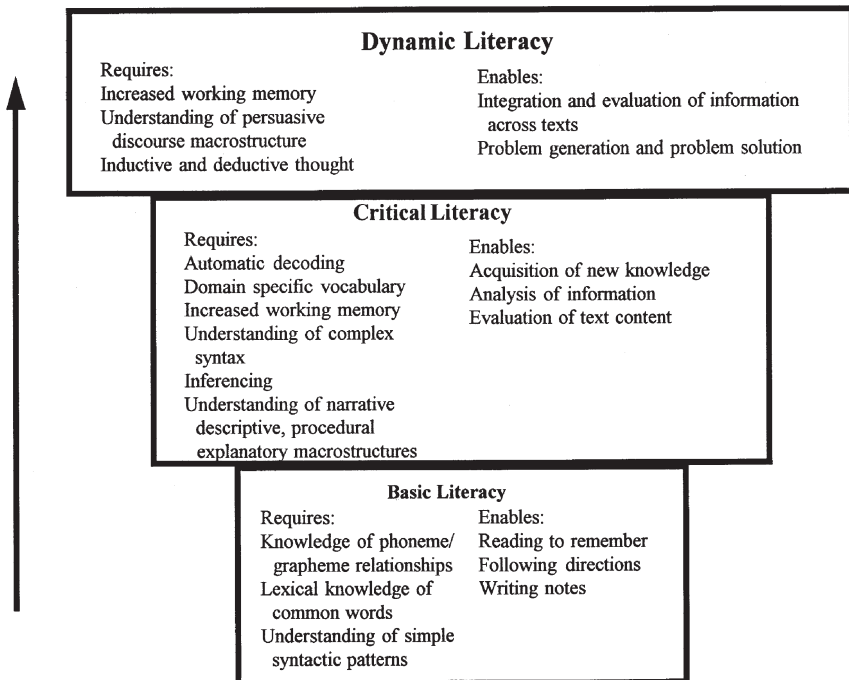 Dynamic Literacy
Requires:
Increased working memory
Understanding of persuasive
discourse macrostructure
Inductive and deductive thought
Enables:
Integration and evaluation of information
across texts
Problem generation and problem solution
Critical Literacy
Requires:
Automatic decoding
Domain specific vocabulary
Increased working memory
Understanding of complex
syntax
Inferencing
Understanding of narrative
descriptive, procedural
explanatory macrostructures
Enables:
Acquisition of new knowledge
Analysis of information
Evaluation of text content
Basic Literacy
Requires:
Knowledge of phoneme/
grapheme relationships
Lexical knowledge of
common words
Understanding of simple
syntactic patterns
Enables:
Reading to remember
Following directions
Writing notes